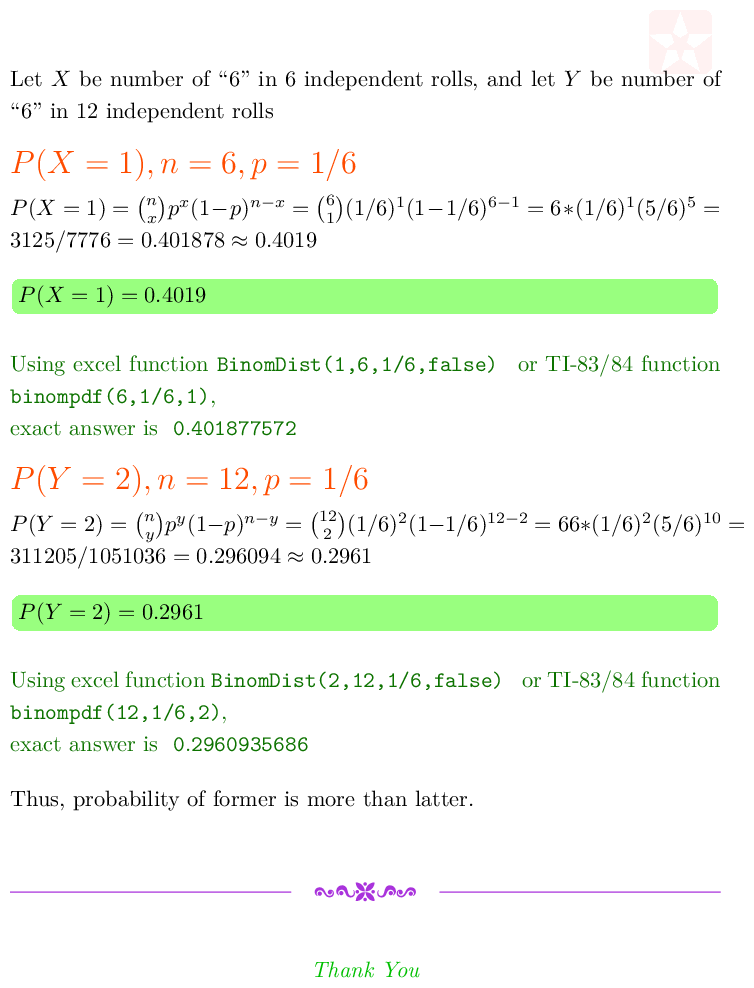 Let X be number of “6” in 6 independent rolls, and let Y be number of
“6” in 12 independent rolls
P(X = 1), n = 6, p = 1/6
P(X = 1) = (n x) p^x (1−p)^{n−x} = (6 1) (1/6)^1 (1−1/6)^{6−1} = 6∗(1/6)^1 (5/6)^5 =
3125/7776 = 0.401878 ≈ 0.4019
P(X = 1) = 0.4019
Using excel function BinomDist(1,6,1/6,false) or TI-83/84 function
binompdf(6,1/6,1),
exact answer is 0.401877572
P(Y = 2), n = 12, p = 1/6
P(Y = 2) = (n y) p^y (1−p)^{n−y} = (12 2) (1/6)^2 (1−1/6)^{12−2} = 66∗(1/6)^2 (5/6)^{10} =
311205/1051036 = 0.296094 ≈ 0.2961
P(Y = 2) = 0.2961
Using excel function BinomDist(2,12,1/6,false) or TI-83/84 function
binompdf(12,1/6,2),
exact answer is 0.2960935686
Thus, probability of former is more than latter.
Thank You